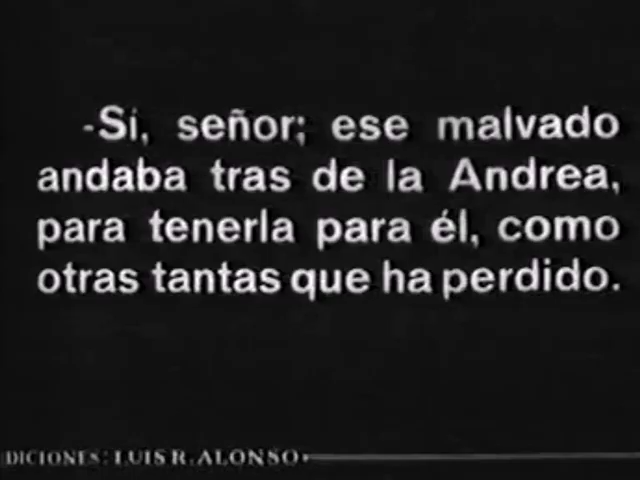 -Sí, señor; ese malvado
andaba tras de la Andrea,
para tenerla para él, como
otras tantas que ha perdido.
DICIONES: LUIS R. ALONSO